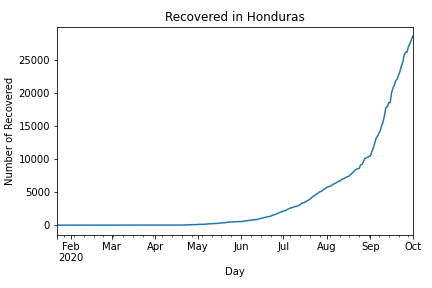 Recovered in Honduras
Number of Recovered
25000
20000
15000
10000
5000
0
Feb Mar Apr May Jun Jul Aug Sep Oct
2020
Day